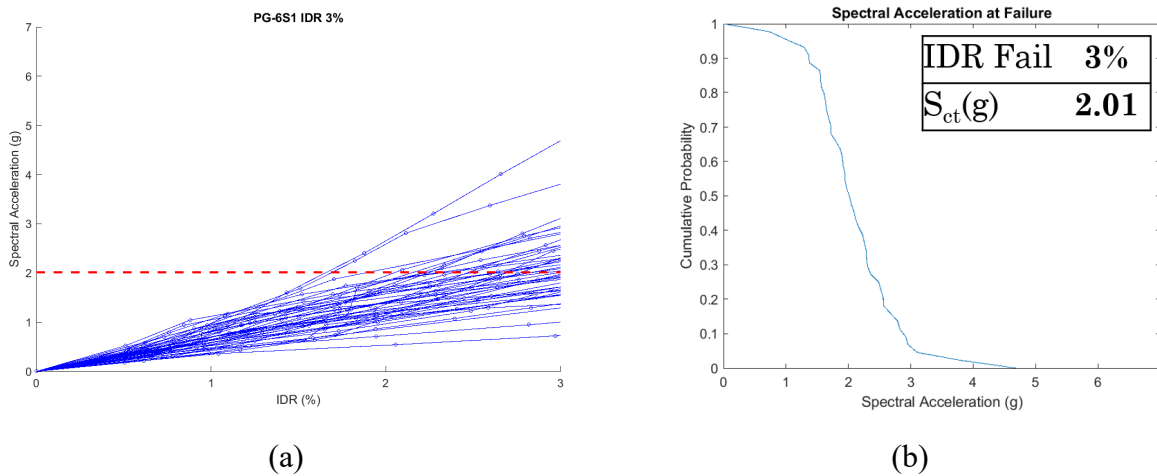 PG-6S1 IDR 3%
Spectral Acceleration (g)
7
6
5
4
3
2
1
0
0 1 2 3
IDR (%)
(a)
Spectral Acceleration at Failure
IDR Fail 3%
Sct(g) 2.01
Cumulative Probability
1
0.9
0.8
0.7
0.6
0.5
0.4
0.3
0.2
0.1
0
0 1 2 3 4 5 6
Spectral Acceleration (g)
(b)